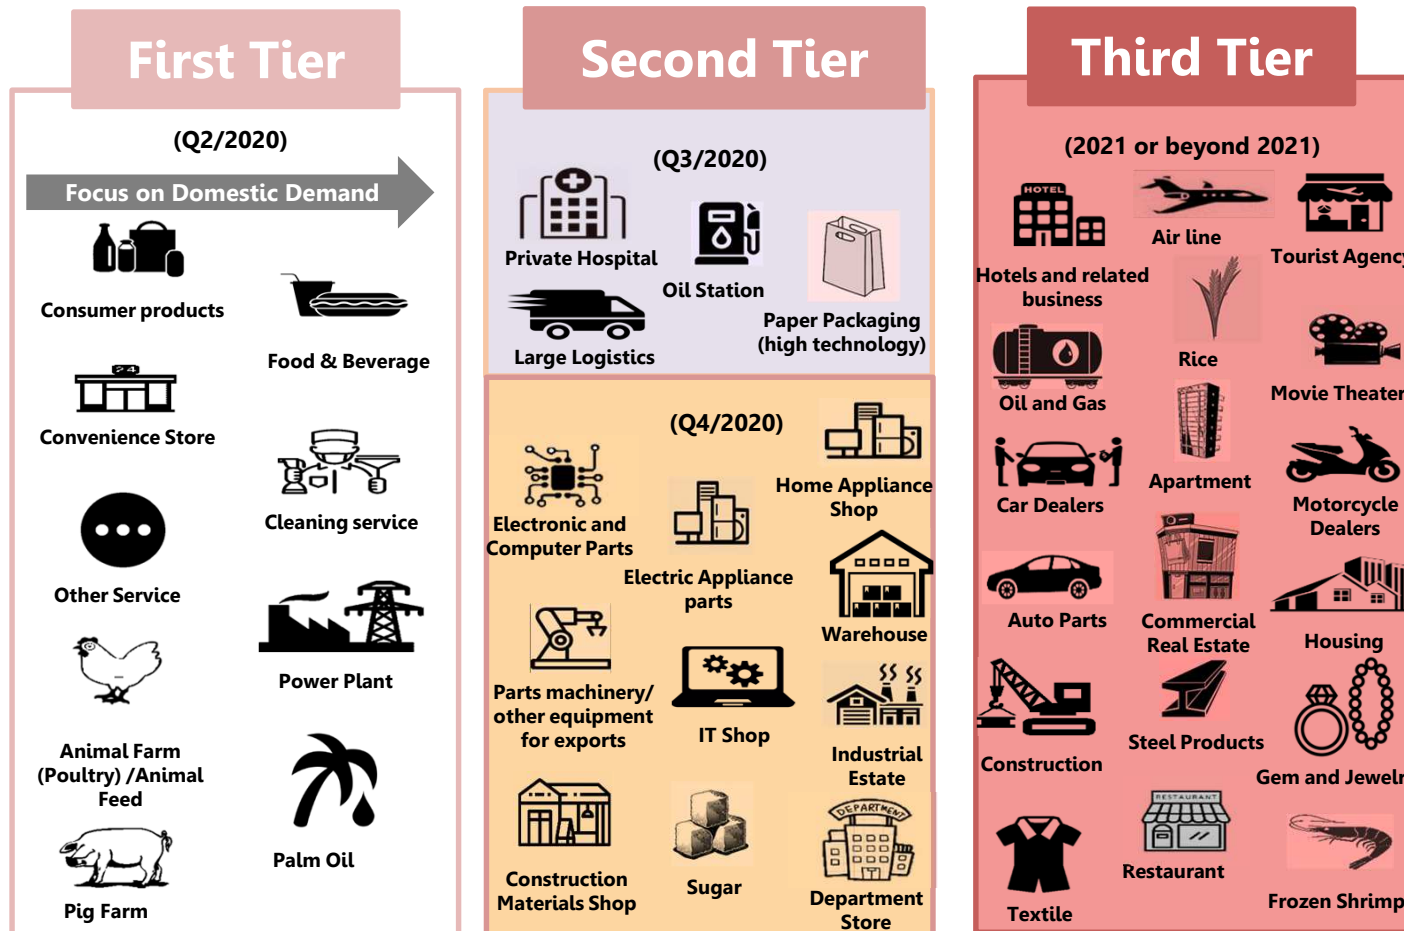 First Tier
(Q2/2020)
Focus on Domestic Demand
Consumer products
Food & Beverage
Convenience Store
Cleaning service
Other Service
Power Plant
Animal Farm
(Poultry) /Animal
Feed
Palm Oil
Pig Farm
Second Tier
(Q3/2020)
Private Hospital
Oil Station
Paper Packaging
(high technology)
Large Logistics
(Q4/2020)
Home Appliance
Shop
Electronic and
Computer Parts
Electric Appliance
parts
Warehouse
Parts machinery/
other equipment
for exports
IT Shop
Industrial
Estate
Construction
Materials Shop
Sugar
DEPARTMENT
Department
Store
Third Tier
(2021 or beyond 2021)
HOTEL
Hotels and related
business
Air line
Tourist Agency
Oil and Gas
Rice
Movie Theater
Car Dealers
Apartment
Motorcycle
Dealers
Auto Parts
Commercial
Real Estate
Housing
Construction
Steel Products
Gem and Jewelr
RESTAURANT
Textile
Restaurant
Frozen Shrimp
24